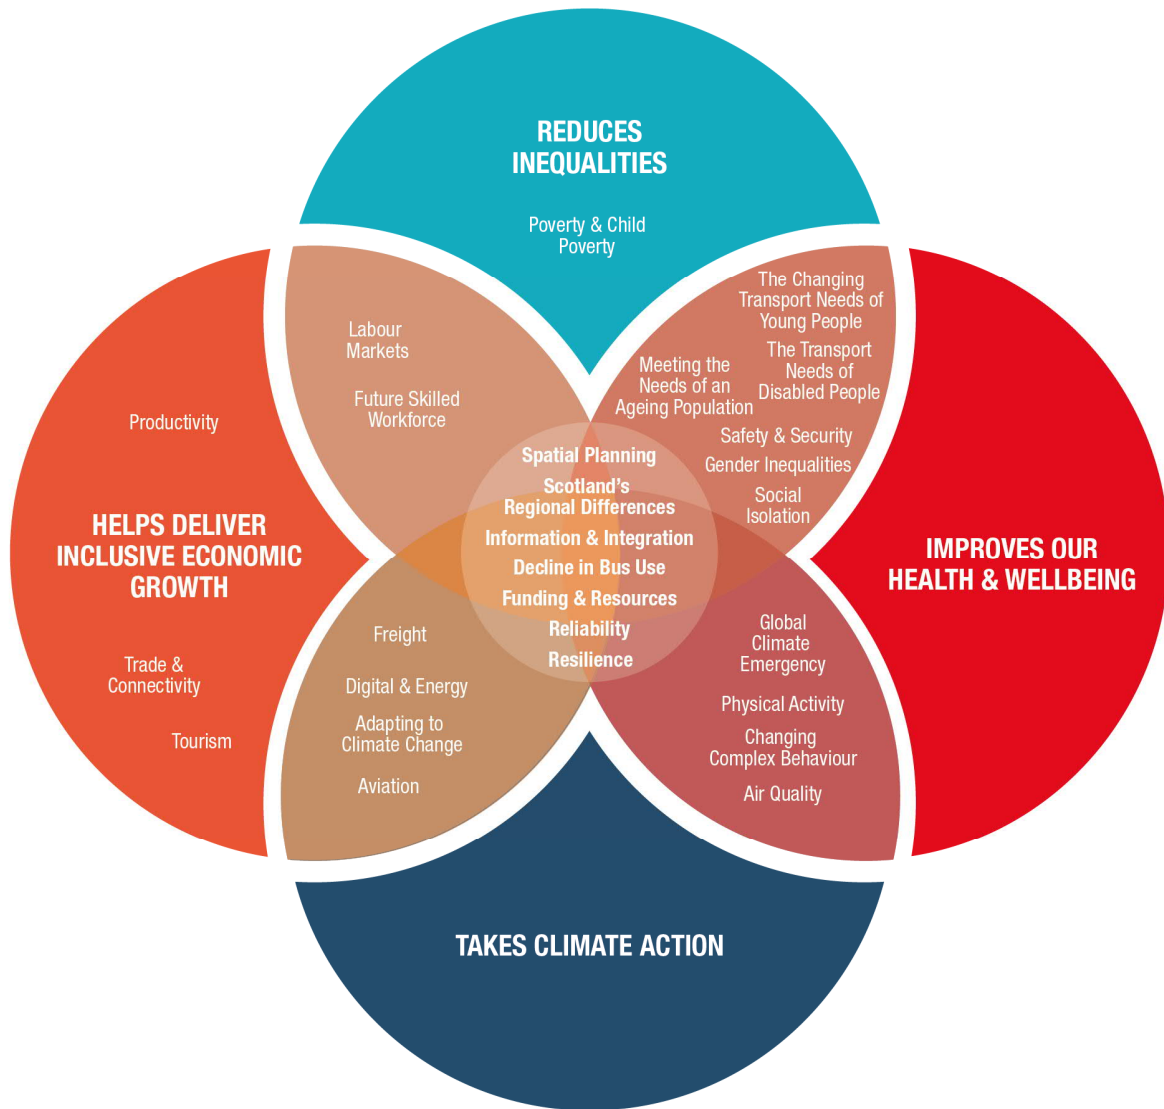 REDUCES
INEQUALITIES
Poverty & Child
Poverty
Labour
Markets
Future Skilled
Workforce
The Changing
Transport Needs of
Young People
The Transport
Needs of
Disabled People
Meeting the
Needs of an
Ageing Population
Safety & Security
Gender Inequalities
Social
Isolation
Productivity
HELPS DELIVER
INCLUSIVE ECONOMIC
GROWTH
Trade &
Connectivity
Tourism
Spatial Planning
Scotland's
Regional Differences
Information & Integration
Decline in Bus Use
Funding & Resources
Reliability
Resilience
IMPROVES OUR
HEALTH & WELLBEING
Freight
Digital & Energy
Adapting to
Climate Change
Aviation
Global
Climate
Emergency
Physical Activity
Changing
Complex Behaviour
Air Quality
TAKES CLIMATE ACTION